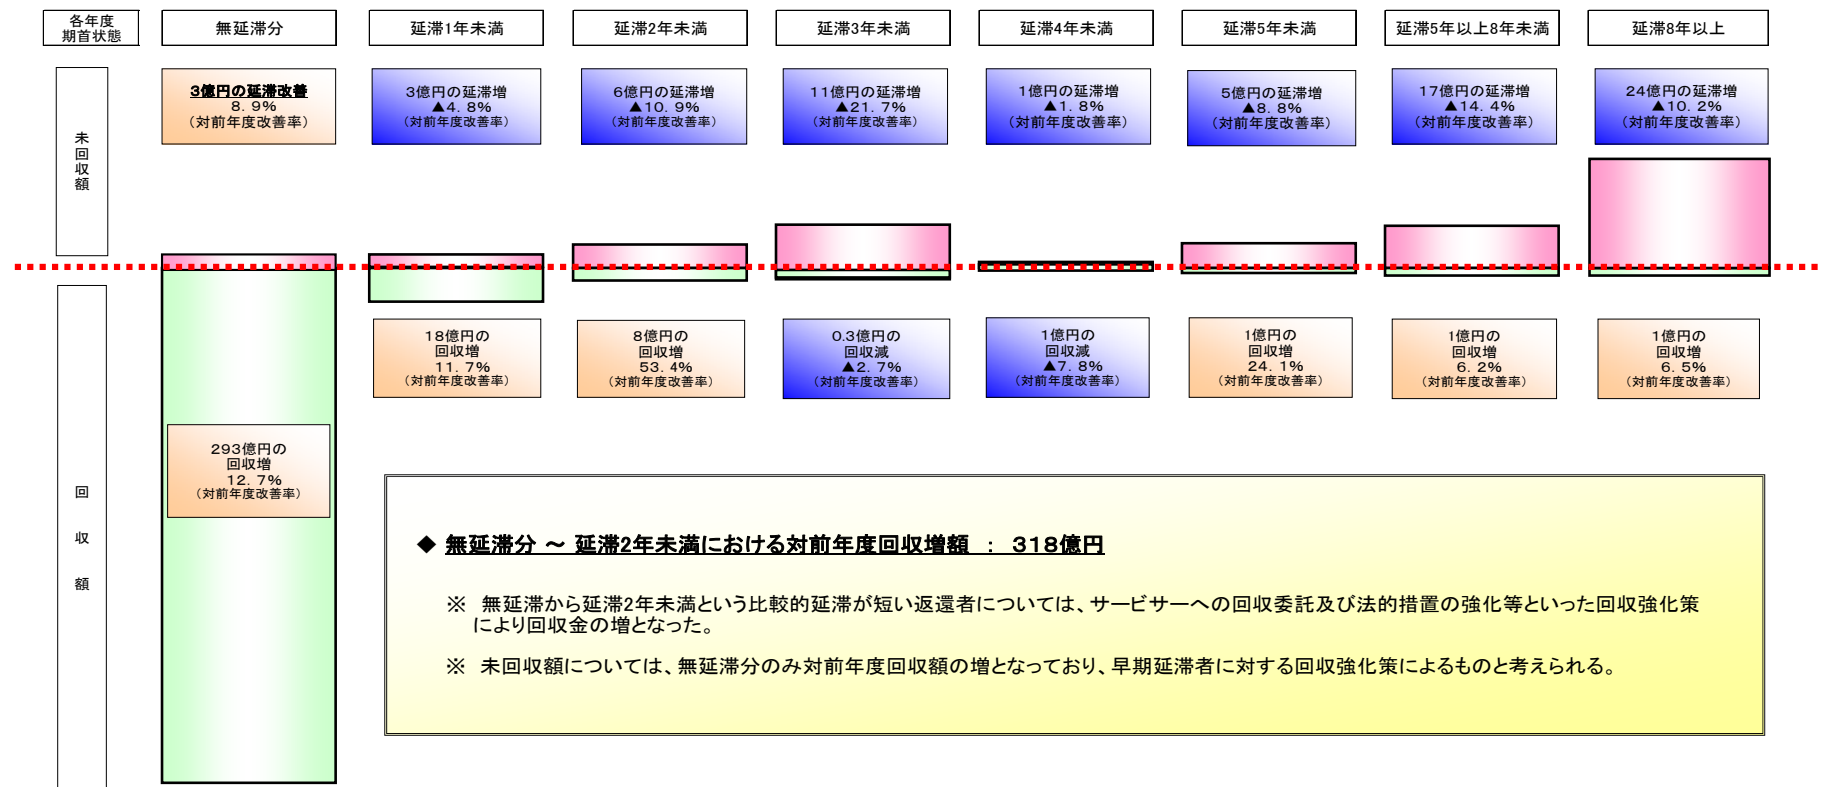 各年度
期首状態
無延滞分
延滞1年未満
延滞2年未満
延滞3年未満
延滞4年未満
延滞5年未満
延滞5年以上8年未満
延滞8年以上
未回収額
3億円の延滞改善
8.9%
(対前年度改善率)
3億円の延滞増
▲4.8%
(対前年度改善率)
6億円の延滞増
▲10.9%
(対前年度改善率)
11億円の延滞増
▲21.7%
(対前年度改善率)
1億円の延滞増
▲1.8%
(対前年度改善率)
5億円の延滞増
▲8.8%
(対前年度改善率)
17億円の延滞増
▲14.4%
(対前年度改善率)
24億円の延滞増
▲10.2%
(対前年度改善率)
回収額
293億円の
回収増
12.7%
(対前年度改善率)
18億円の
回収増
11.7%
(対前年度改善率)
8億円の
回収増
53.4%
(対前年度改善率)
0.3億円の
回収減
▲2.7%
(対前年度改善率)
1億円の
回収減
▲7.8%
(対前年度改善率)
1億円の
回収増
24.1%
(対前年度改善率)
1億円の
回収増
6.2%
(対前年度改善率)
1億円の
回収増
6.5%
(対前年度改善率)
◆ 無延滞分 ～ 延滞2年未満における対前年度回収増額 ： 318億円
※ 無延滞から延滞2年未満という比較的延滞が短い返還者については、サービサーへの回収委託及び法的措置の強化等といった回収強化策
により回収金の増となった。
※ 未回収額については、無延滞分のみ対前年度回収額の増となっており、早期延滞者に対する回収強化策によるものと考えられる。